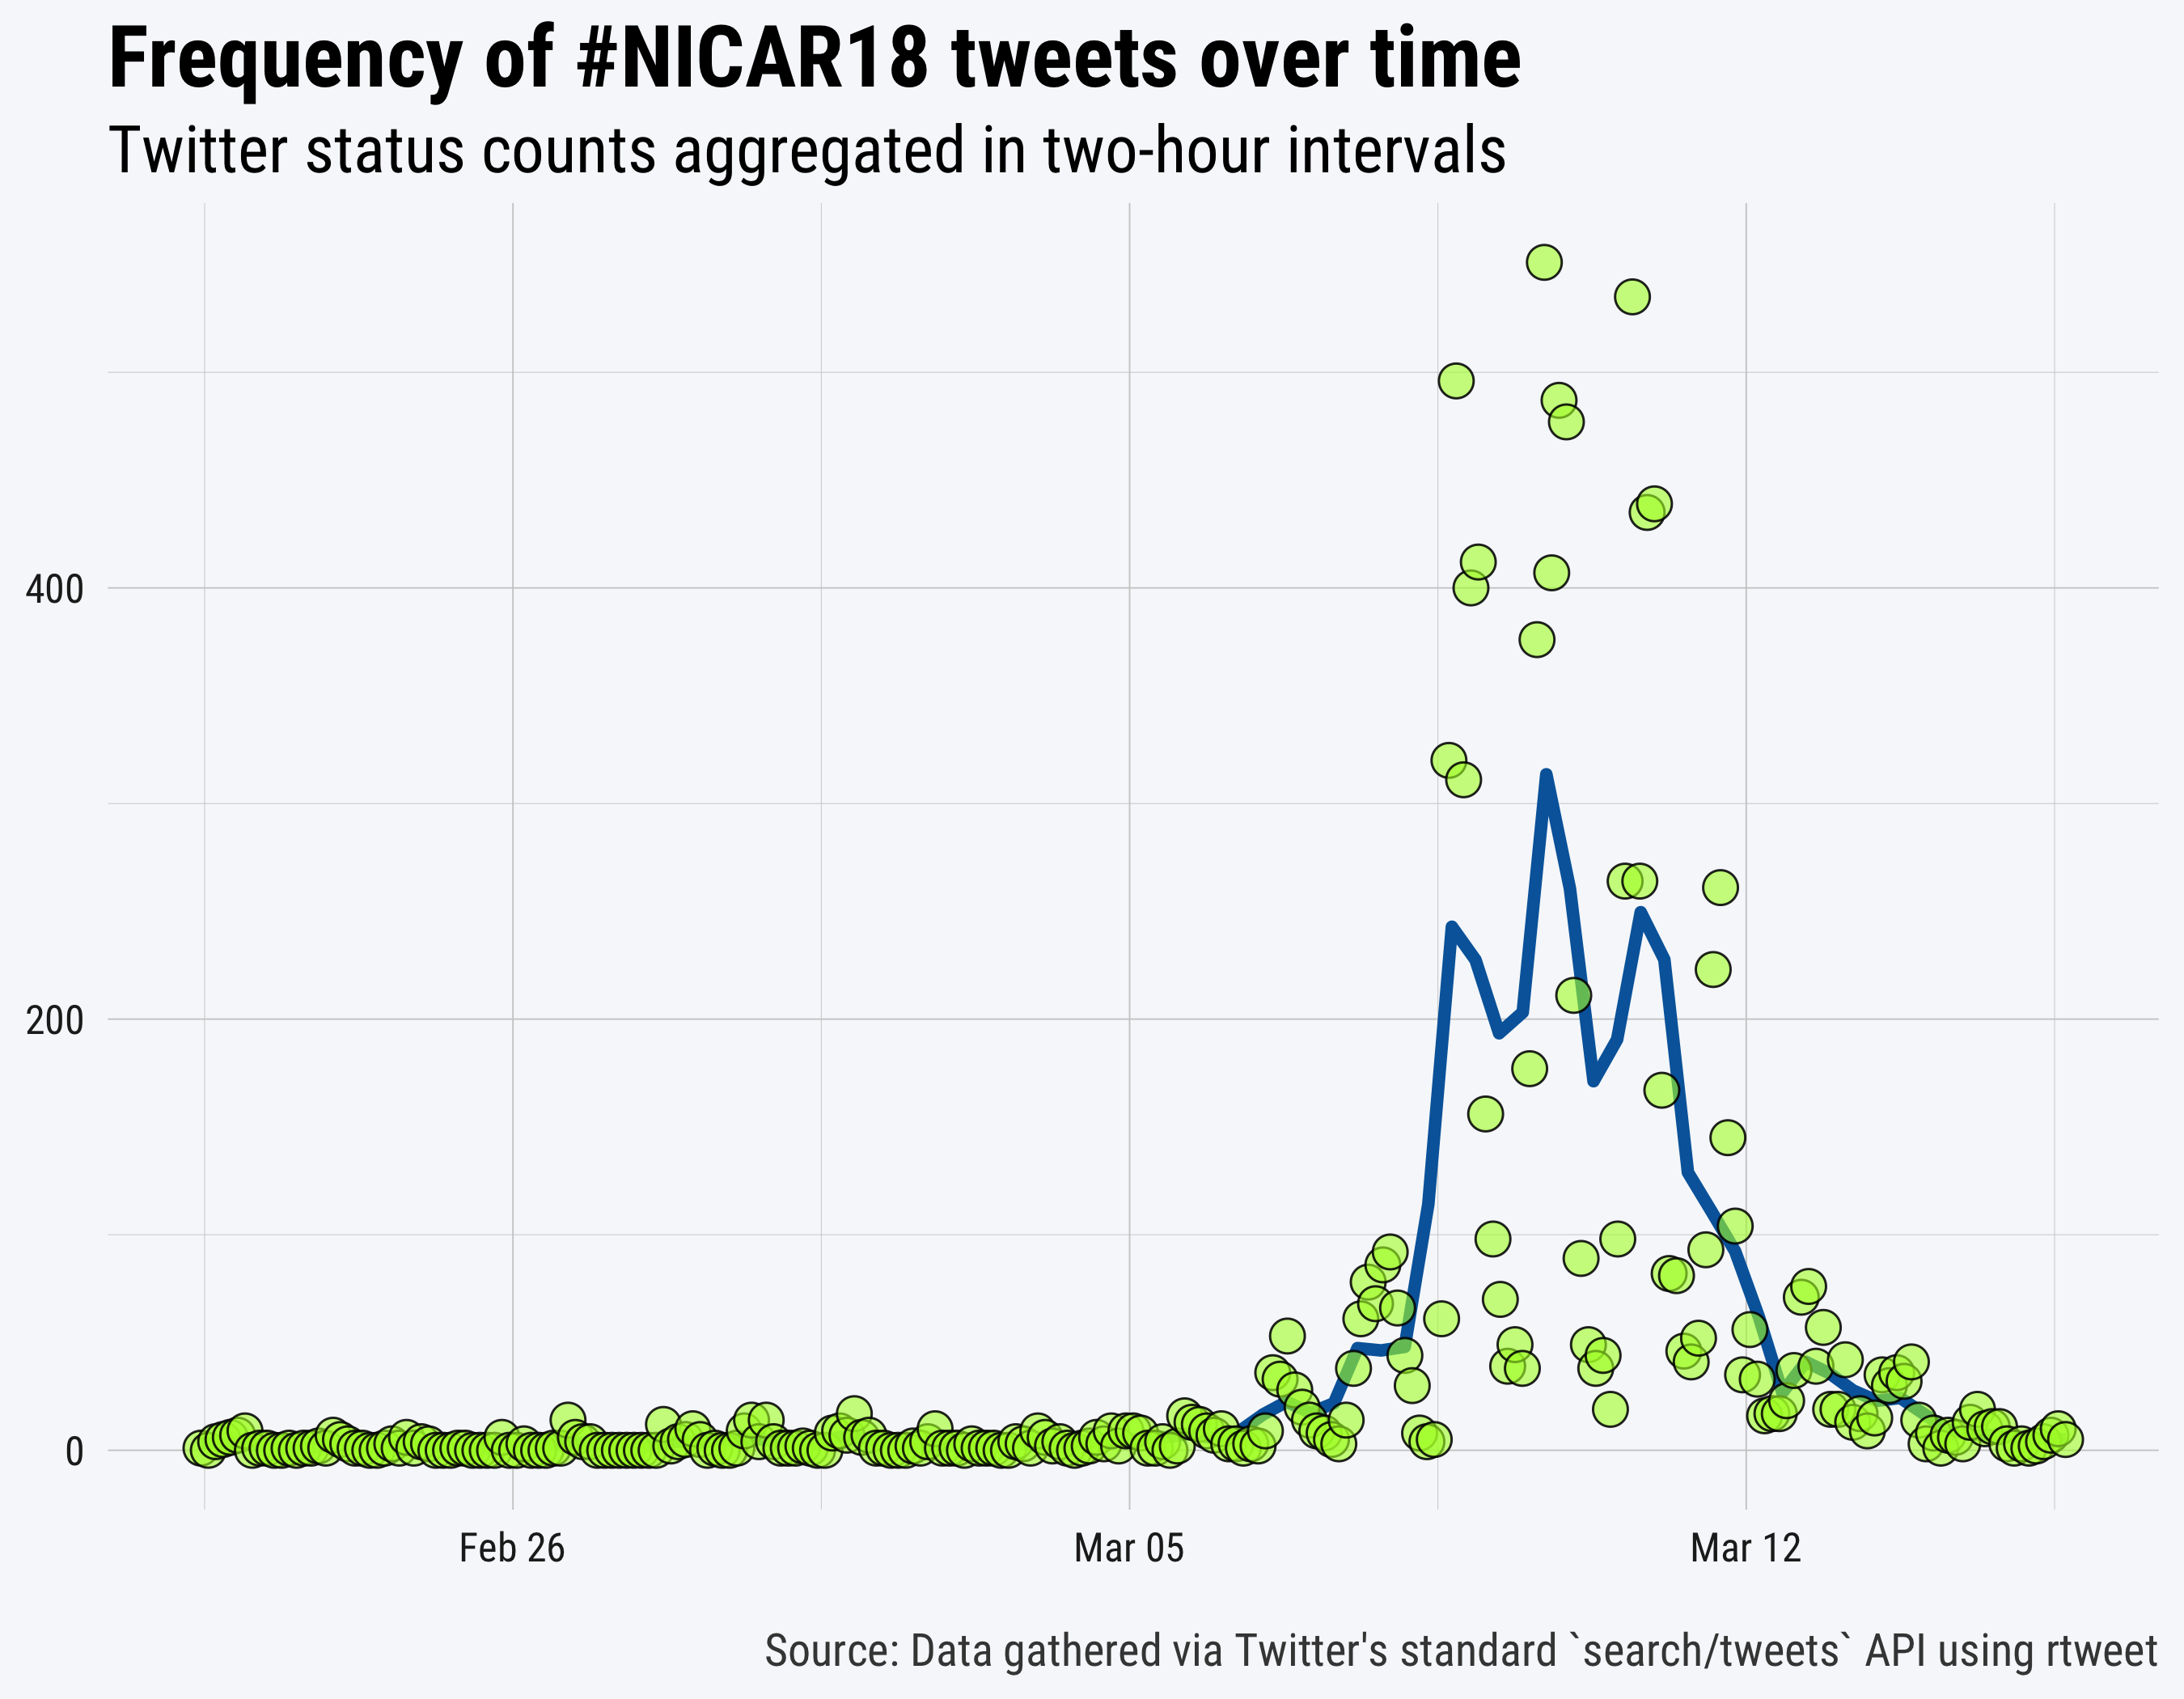 Frequency of #NICAR18 tweets over time
Twitter status counts aggregated in two-hour intervals
400
200
0
Feb 26 Mar 05 Mar 12
Source: Data gathered via Twitter's standard `search/tweets` API using rtweet